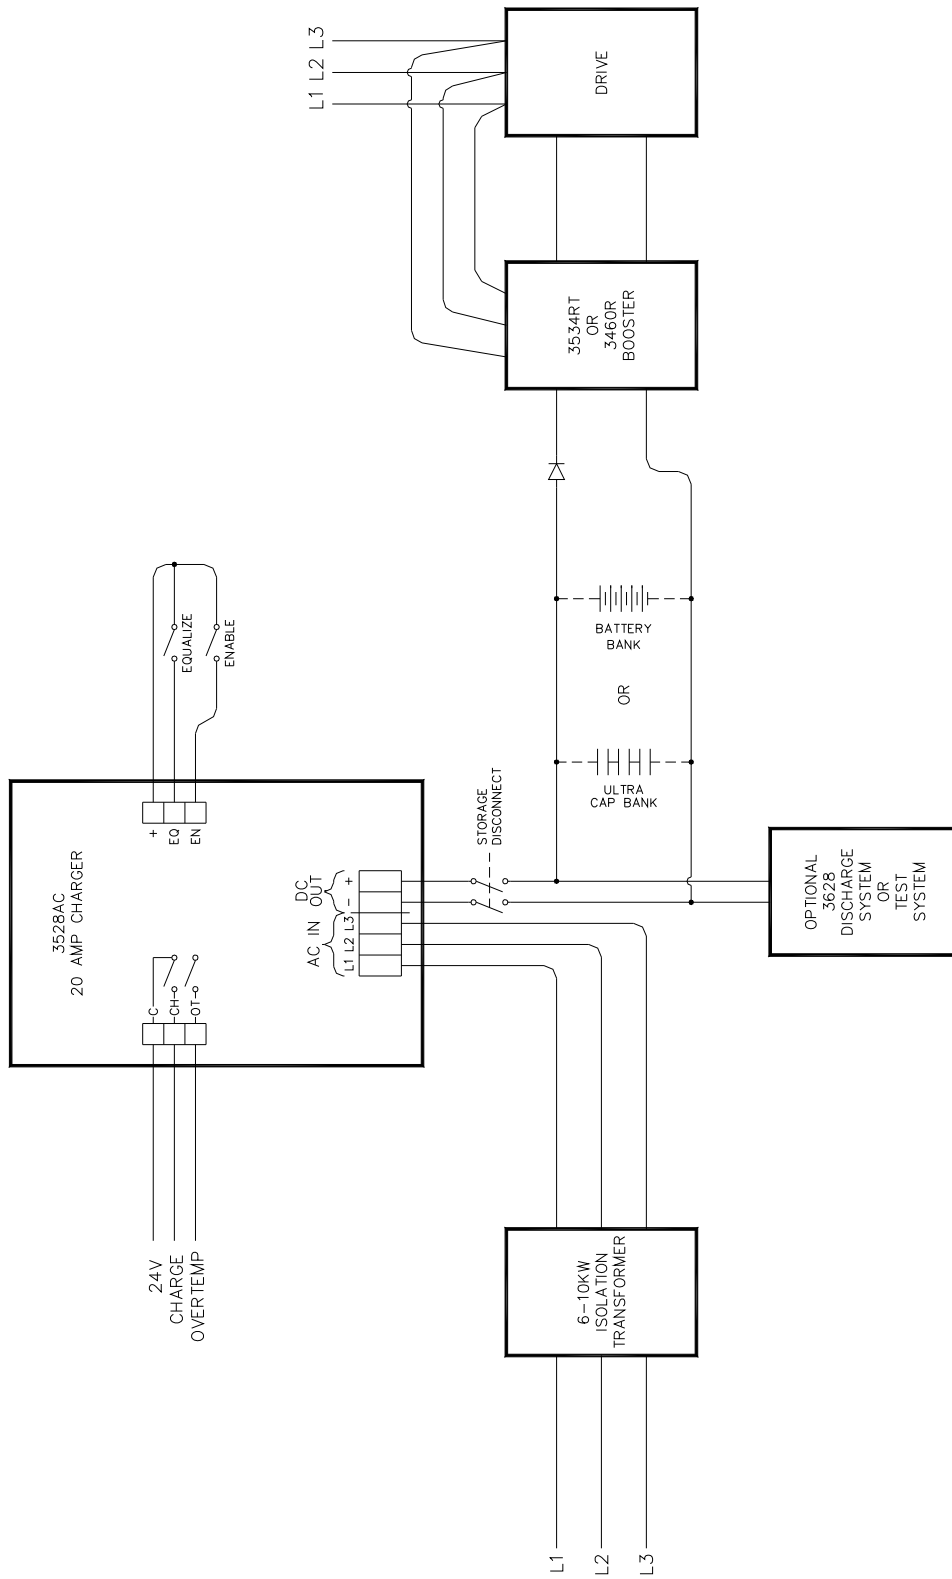 L1 L2 L3
DRIVE
3534RT
OR
3460R
BOOSTER
3528AC
20 AMP CHARGER
C
CH
OT
+
EQ
EN
EQUALIZE
ENABLE
24V
CHARGE
OVERTEMP
AC IN
DC
OUT
L1 L2 L3 - +
STORAGE
DISCONNECT
ULTRA
CAP BANK
OR
BATTERY
BANK
OPTIONAL
3628
DISCHARGE
SYSTEM
OR
TEST
SYSTEM
6-10KW
ISOLATION
TRANSFORMER
L1
L2
L3